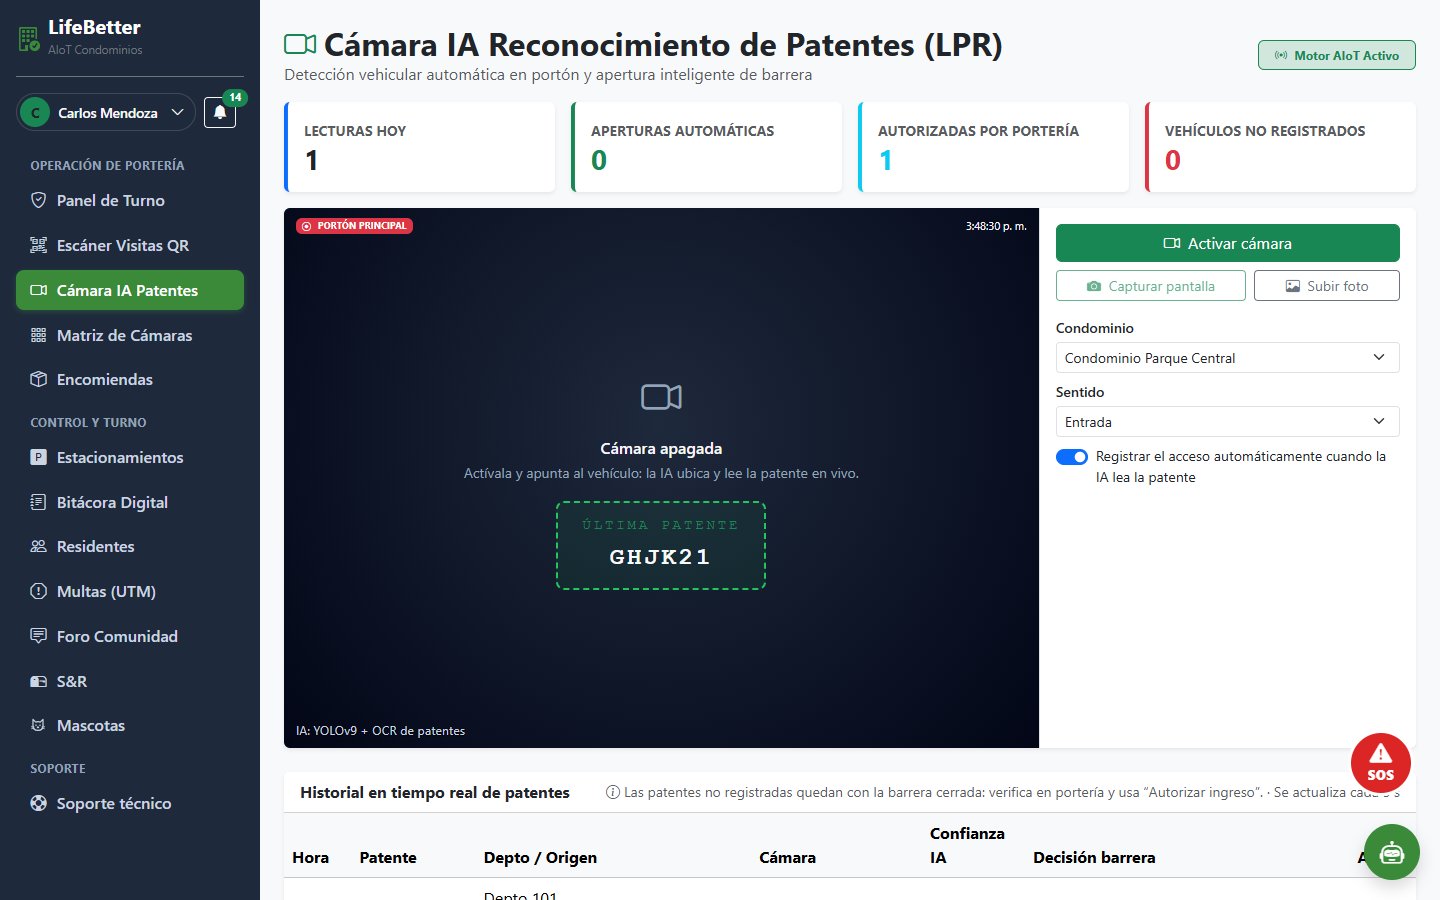 LifeBetter
AIoT Condominios
C
Carlos Mendoza
14
OPERACIÓN DE PORTERÍA
Panel de Turno
Escáner Visitas QR
Cámara IA Patentes
Matriz de Cámaras
Encomiendas
CONTROL Y TURNO
Estacionamientos
Bitácora Digital
Residentes
Multas (UTM)
Foro Comunidad
S&R
Mascotas
SOPORTE
Soporte técnico
Cámara IA Reconocimiento de Patentes (LPR)
Detección vehicular automática en portón y apertura inteligente de barrera
Motor AIoT Activo
LECTURAS HOY
1
APERTURAS AUTOMÁTICAS
0
AUTORIZADAS POR PORTERÍA
1
VEHÍCULOS NO REGISTRADOS
0
PORTÓN PRINCIPAL
3:48:30 p. m.
Cámara apagada
Actívala y apunta al vehículo: la IA ubica y lee la patente en vivo.
ÚLTIMA PATENTE
GHJK21
IA: YOLOv9 + OCR de patentes
Activar cámara
Capturar pantalla
Subir foto
Condominio
Condominio Parque Central
Sentido
Entrada
Registrar el acceso automáticamente cuando la
IA lea la patente
SOS
Historial en tiempo real de patentes
Las patentes no registradas quedan con la barrera cerrada: verifica en portería y usa “Autorizar ingreso”. · Se actualiza
Hora
Patente
Depto / Origen
Cámara
Confianza
IA
Decisión barrera
Depto 101